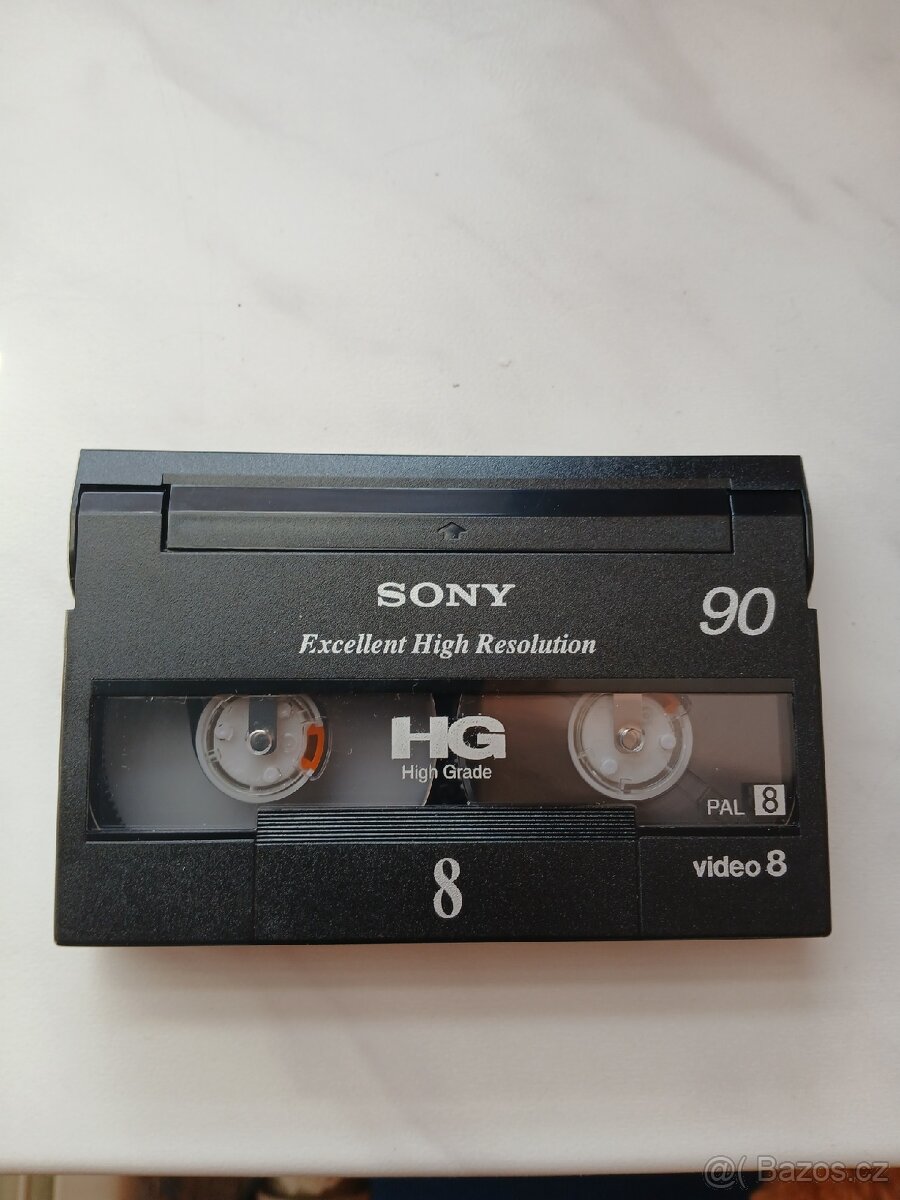 SONY
90
Excellent High Resolution
HG
High Grade
PAL 8
video 8
8
@( Bazos.cz